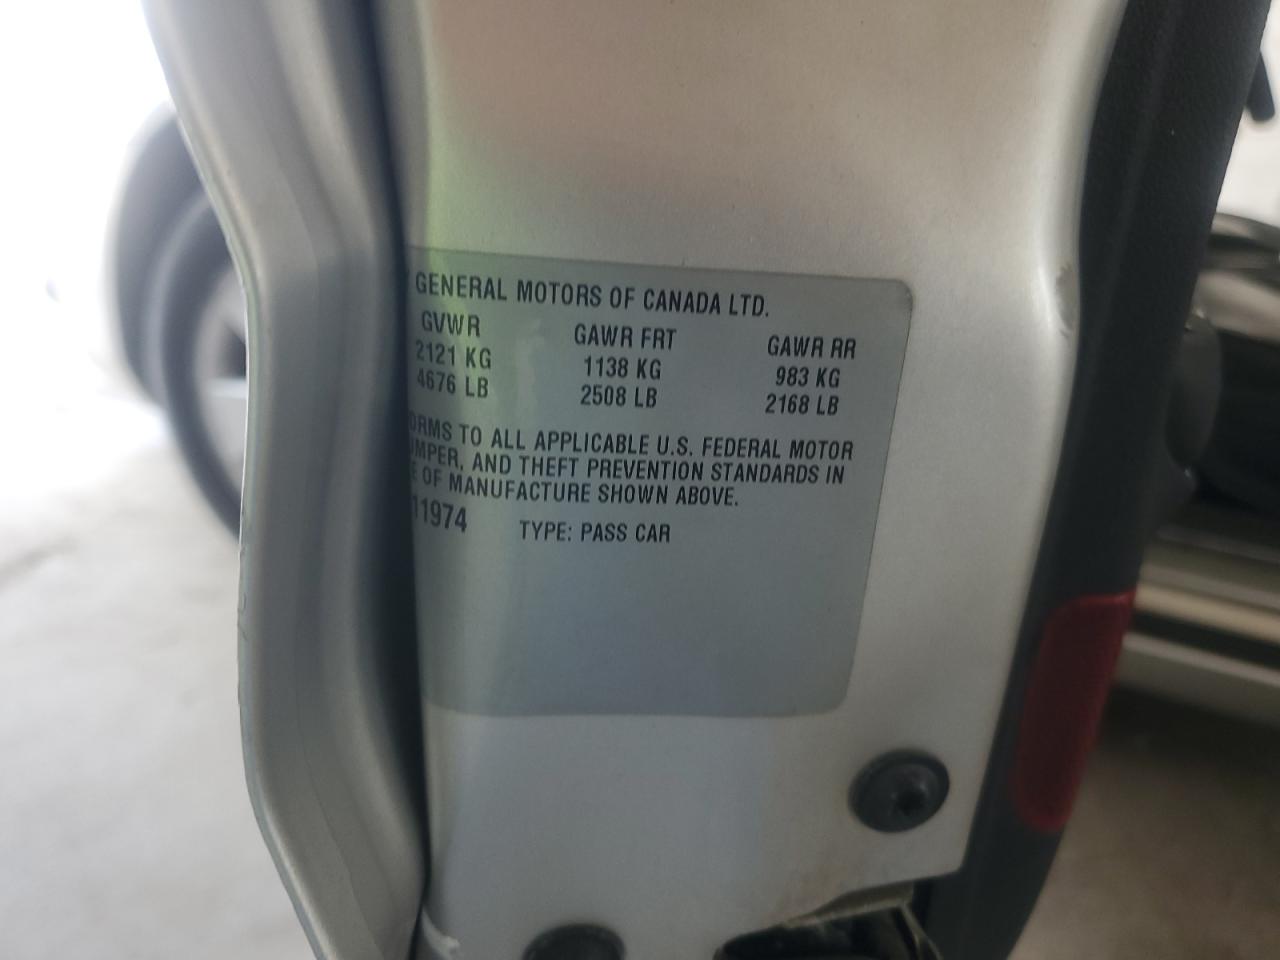 GENERAL MOTORS OF CANADA LTD.
GVWR GAWR FRT GAWR RR
2121 KG 1138 KG 983 KG
4676 LB 2508 LB 2168 LB
ORMS TO ALL APPLICABLE U.S. FEDERAL MOTOR
UMPER, AND THEFT PREVENTION STANDARDS IN
E OF MANUFACTURE SHOWN ABOVE.
11974 TYPE: PASS CAR